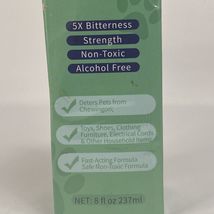 5X Bitterness
Strength
Non-Toxic
Alcohol Free
Deters Pets from
Chewing on:
Toys, Shoes, Clothing
Furniture, Electrical Cords
& Other Household Items
Fast-Acting Formula
Safe Non-Toxic Formula
NET: 8 fl oz 237ml